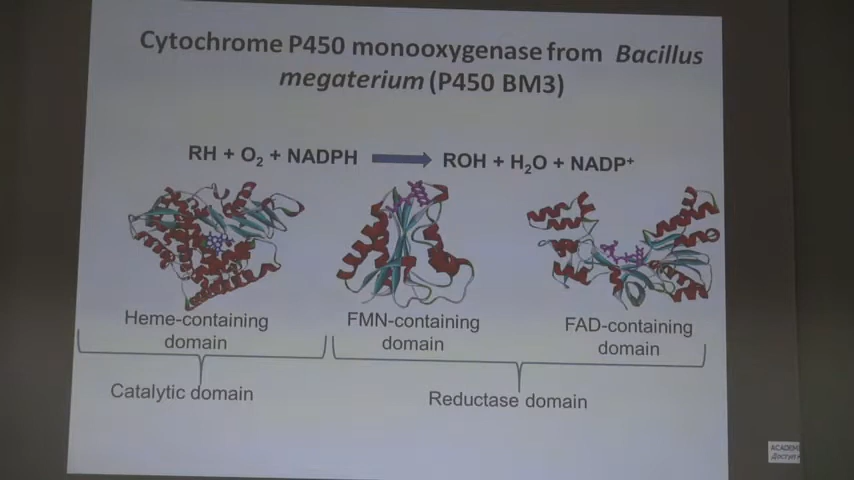 Cytochrome P450 monooxygenase from Bacillus
megaterium (P450 BM3)
RH + O₂ + NADPH ROH + H₂O + NADP⁺
Heme-containing
domain
FMN-containing
domain
FAD-containing
domain
Catalytic domain
Reductase domain